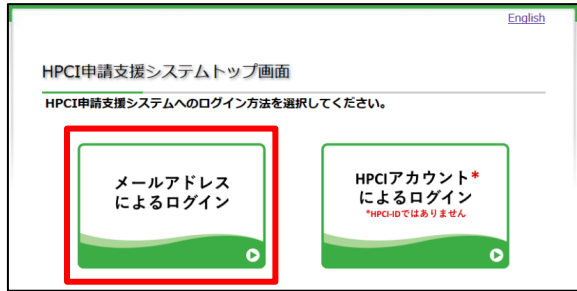 English
HPCI申請支援システムトップ画面
HPCI申請支援システムへのログイン方法を選択してください。
メールアドレス
によるログイン
HPCIアカウント*
によるログイン
*HPCI-IDではありません